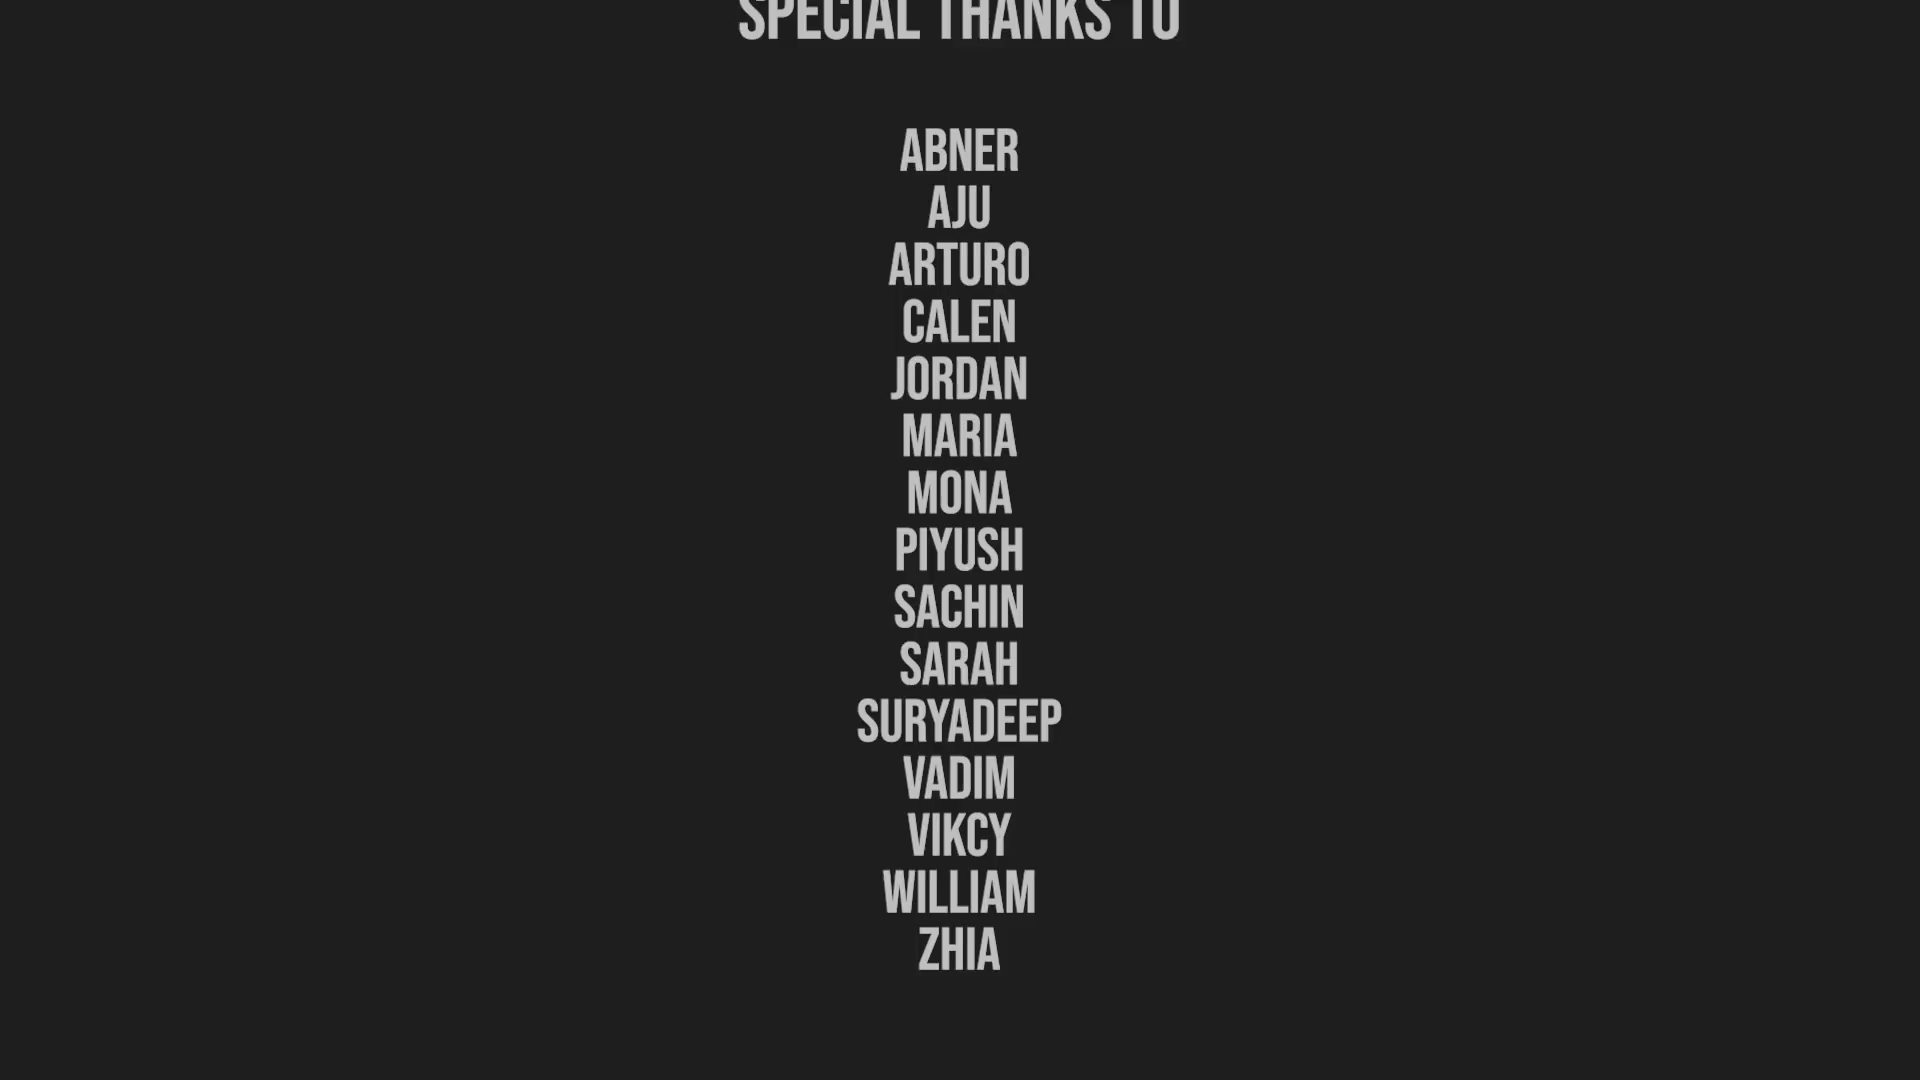 SPECIAL THANKS TO
ABNER
AJU
ARTURO
CALEN
JORDAN
MARIA
MONA
PIYUSH
SACHIN
SARAH
SURYADEEP
VADIM
VIKCY
WILLIAM
ZHIA